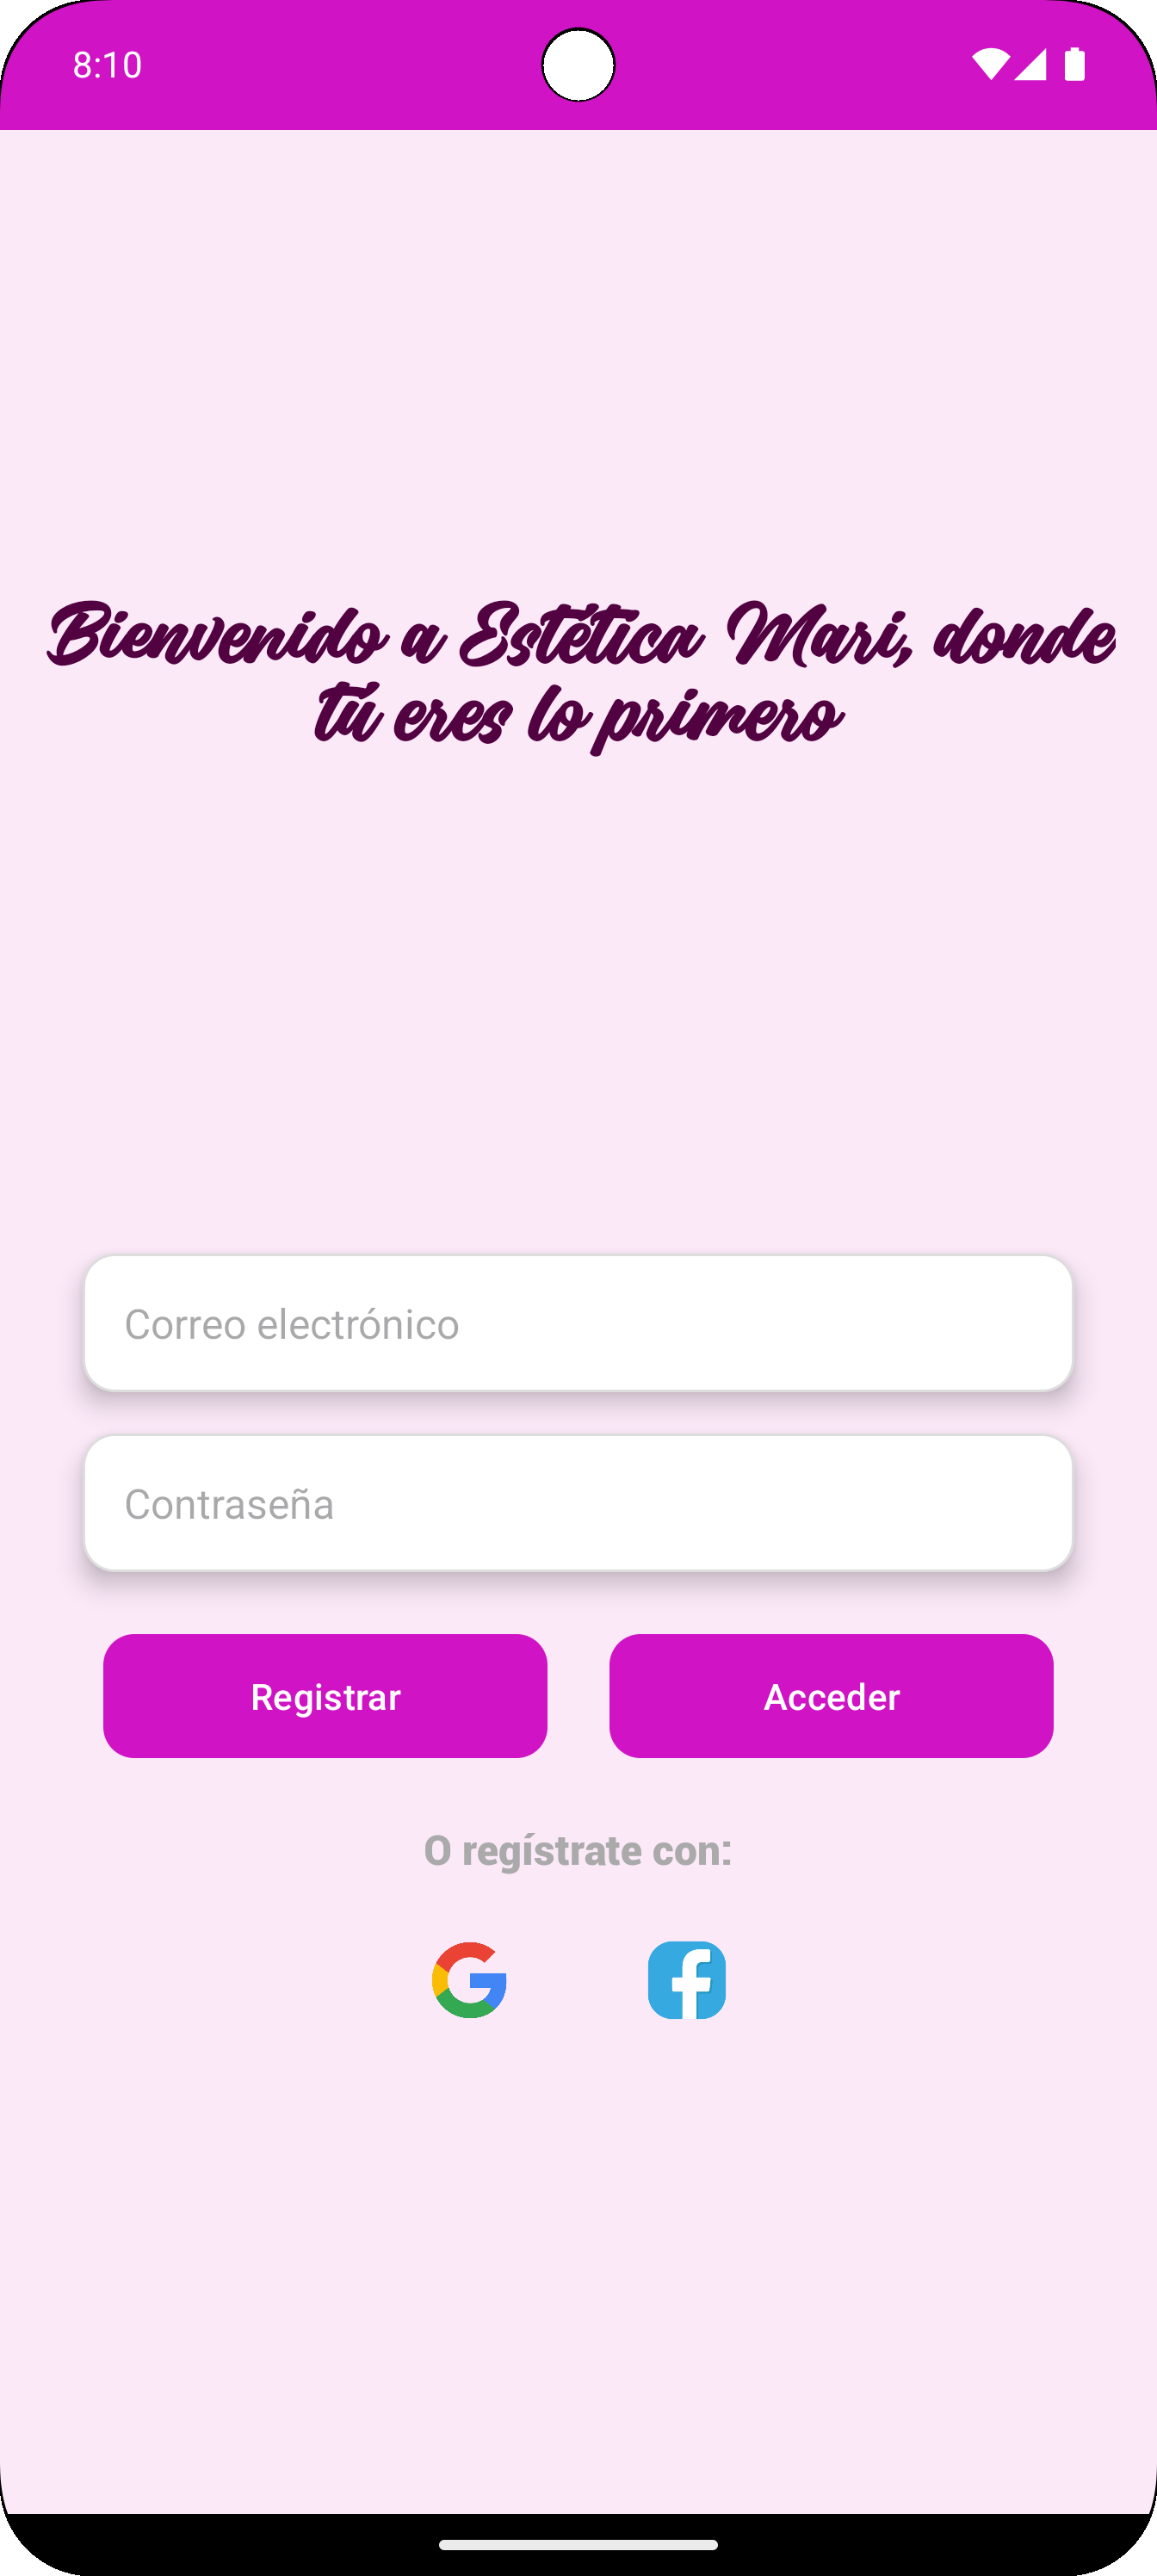 8:10
Bienvenido a Estética Mari, donde
tú eres lo primero
Correo electrónico
Contraseña
Registrar
Acceder
O regístrate con: